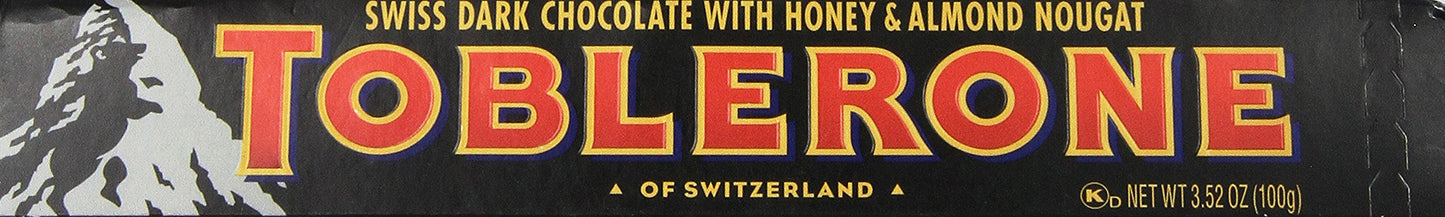 SWISS DARK CHOCOLATE WITH HONEY & ALMOND NOUGAT
TOBLERONE
▲ OF SWITZERLAND ▲
K D NET WT 3.52 OZ (100g)